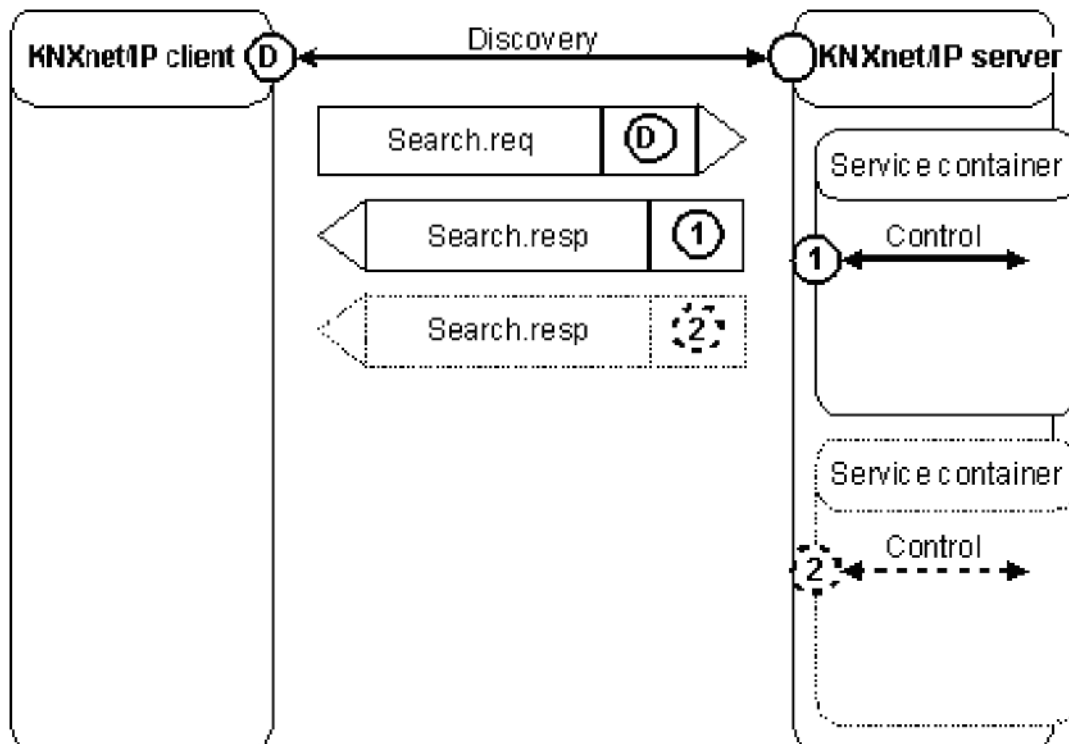 KNXnet/IP client D
Discovery
KNXnet/IP server
Search.req D
Service container
Search.resp 1
Control
1
Search.resp 2
Service container
Control
2